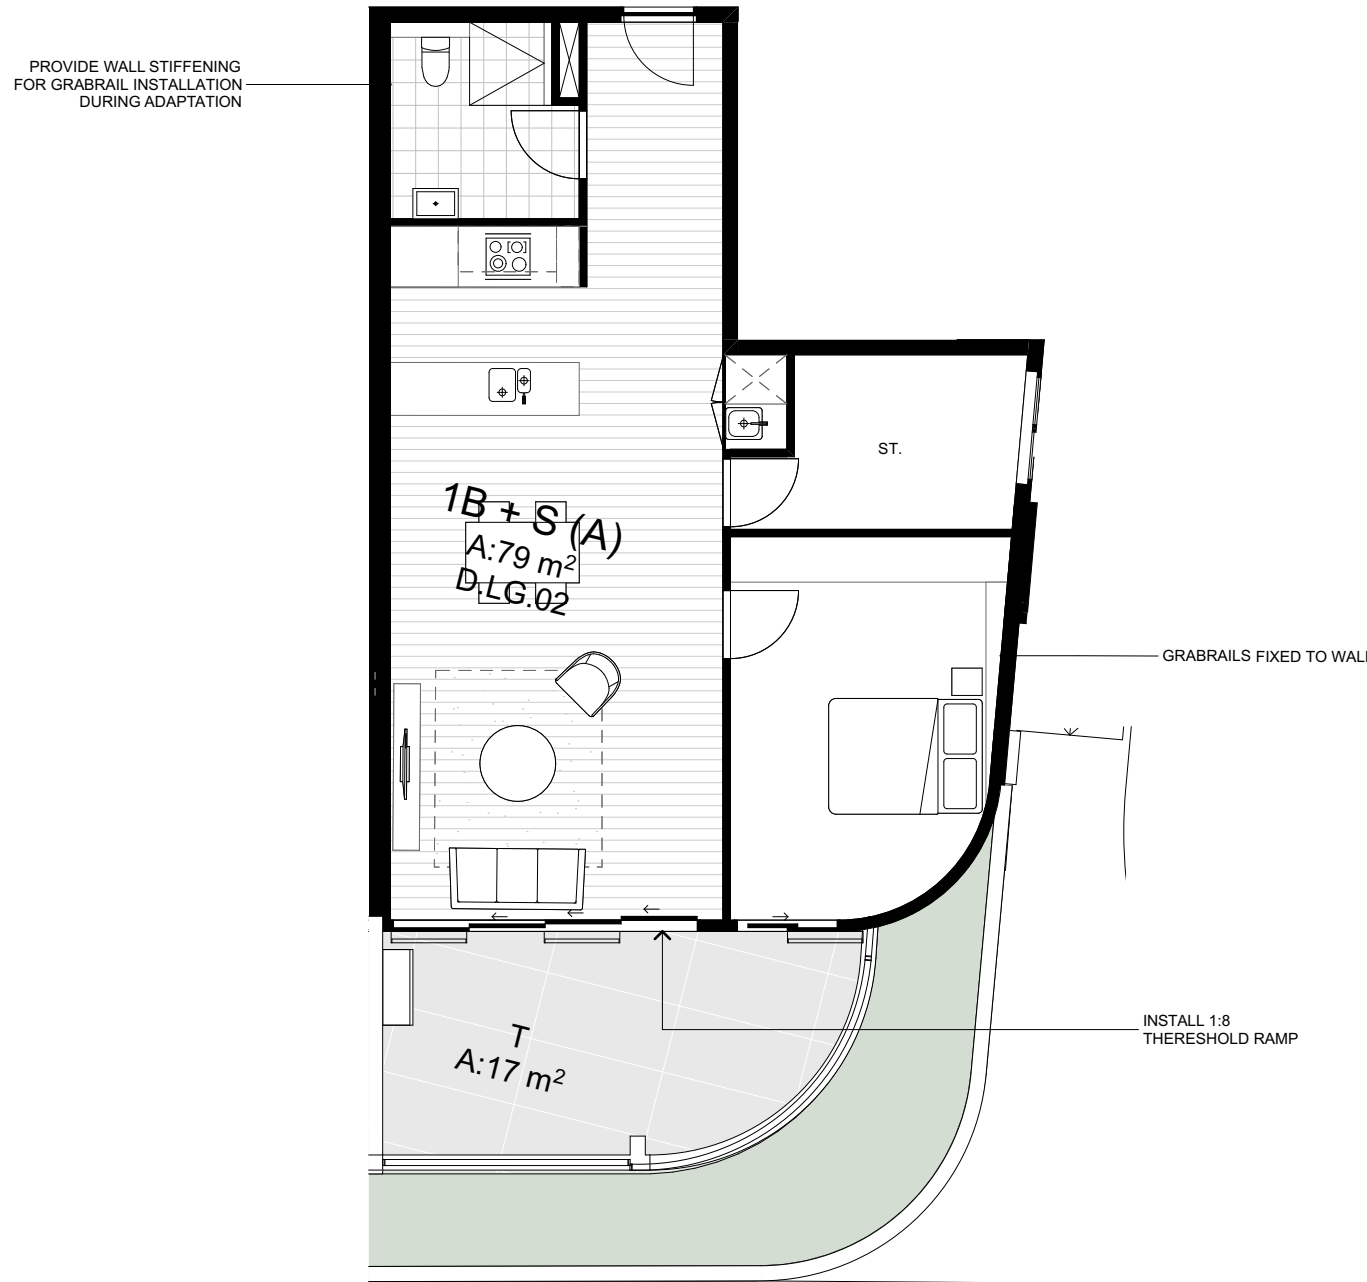 PROVIDE WALL STIFFENING
FOR GRABRAIL INSTALLATION
DURING ADAPTATION
ST.
1B + S (A)
A:79 m²
D.LG.02
GRABRAILS FIXED TO WALL
INSTALL 1:8
THERESHOLD RAMP
T
A:17 m²